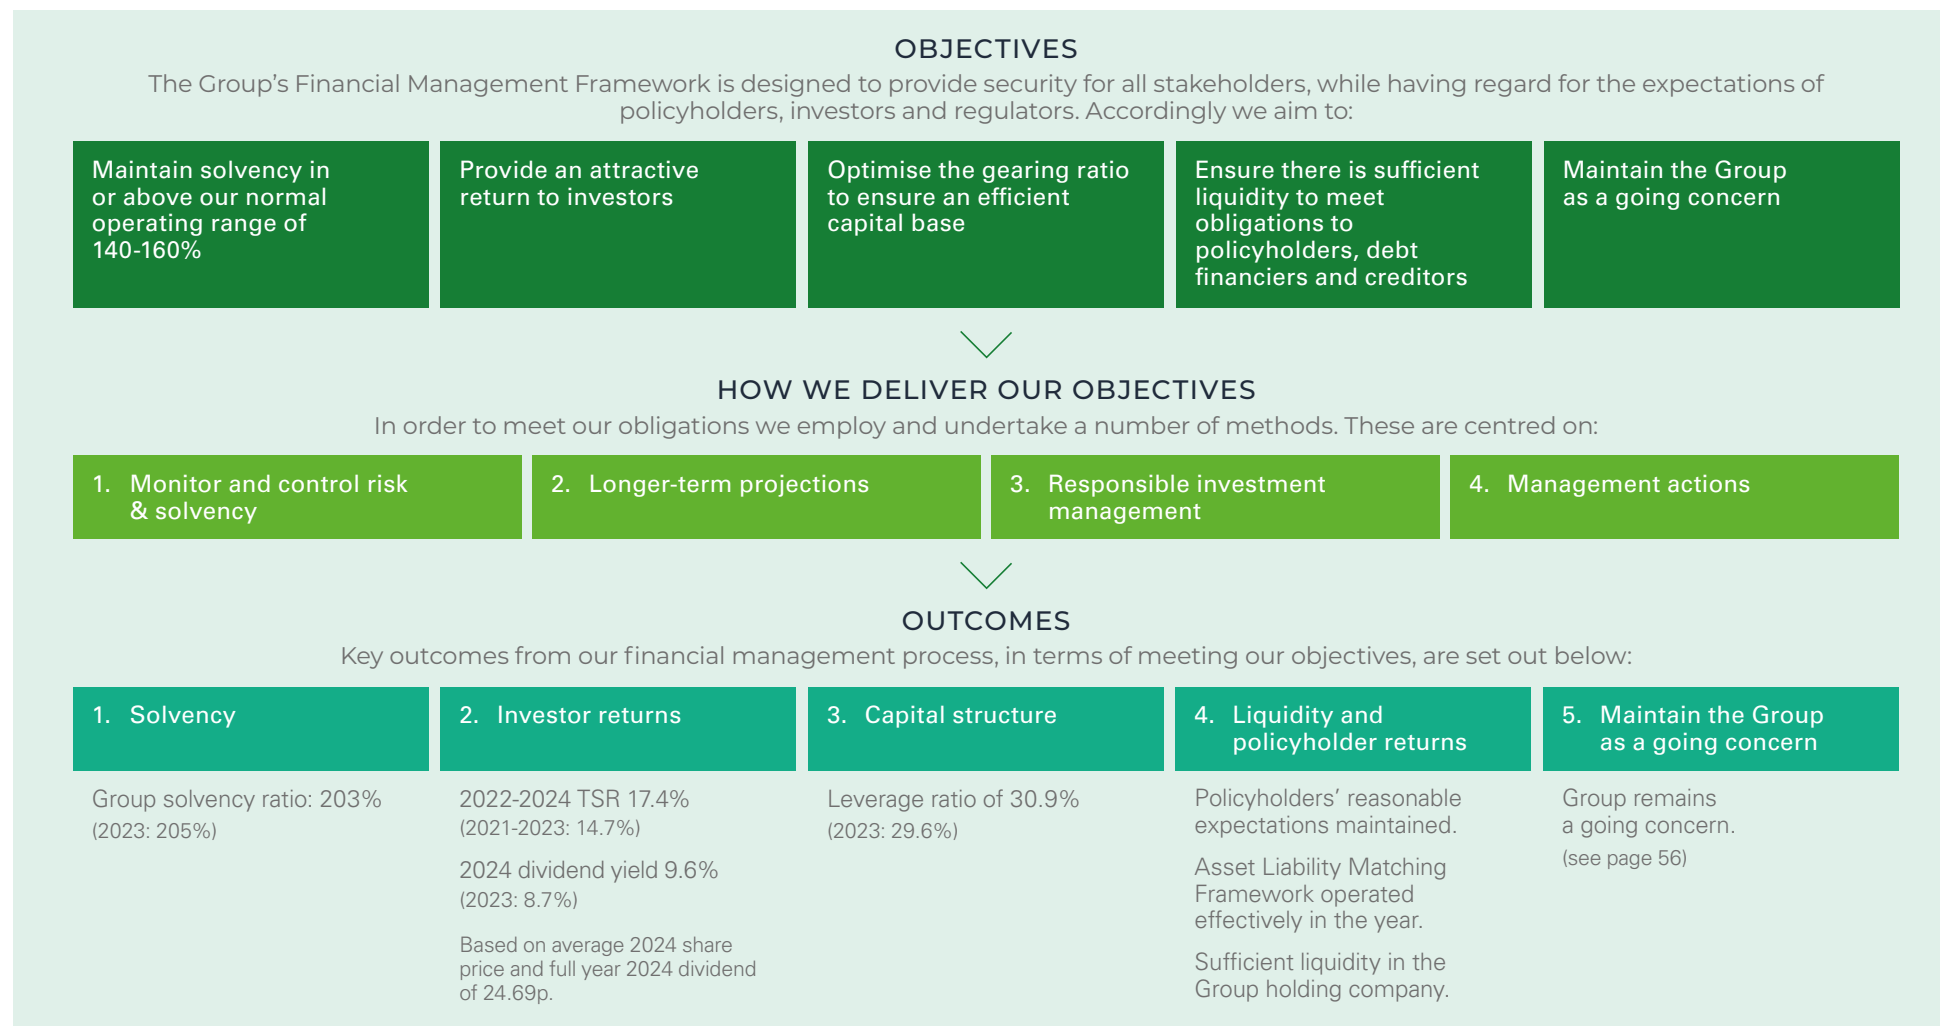 OBJECTIVES
The Group's Financial Management Framework is designed to provide security for all stakeholders, while having regard for the expectations of
policyholders, investors and regulators. Accordingly we aim to:
Maintain solvency in
or above our normal
operating range of
140-160%
Provide an attractive
return to investors
Optimise the gearing ratio
to ensure an efficient
capital base
Ensure there is sufficient
liquidity to meet
obligations to
policyholders, debt
financiers and creditors
Maintain the Group
as a going concern
HOW WE DELIVER OUR OBJECTIVES
In order to meet our obligations we employ and undertake a number of methods. These are centred on:
1. Monitor and control risk
& solvency
2. Longer-term projections
3. Responsible investment
management
4. Management actions
OUTCOMES
Key outcomes from our financial management process, in terms of meeting our objectives, are set out below:
1. Solvency
Group solvency ratio: 203%
(2023: 205%)
2. Investor returns
2022-2024 TSR 17.4%
(2021-2023: 14.7%)
2024 dividend yield 9.6%
(2023: 8.7%)
Based on average 2024 share
price and full year 2024 dividend
of 24.69p.
3. Capital structure
Leverage ratio of 30.9%
(2023: 29.6%)
4. Liquidity and
policyholder returns
Policyholders' reasonable
expectations maintained.
Asset Liability Matching
Framework operated
effectively in the year.
Sufficient liquidity in the
Group holding company.
5. Maintain the Group
as a going concern
Group remains
a going concern.
(see page 56)